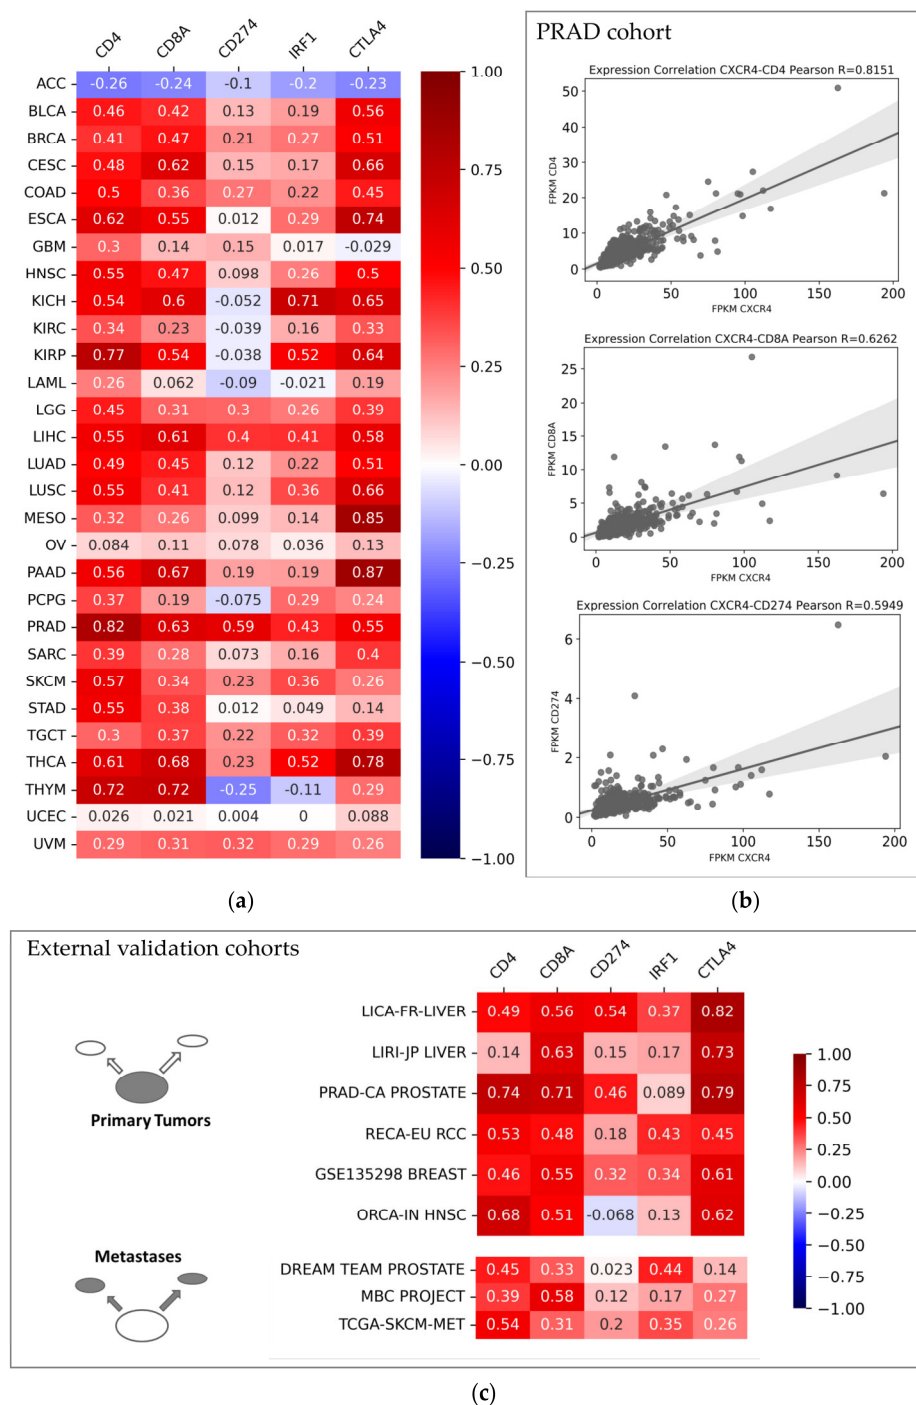 CD4 CD8A CD274 IRF1 CTLA4
ACC -0.26 -0.24 -0.1 -0.2 -0.23
BLCA 0.46 0.42 0.13 0.19 0.56
BRCA 0.41 0.47 0.21 0.27 0.51
CESC 0.48 0.62 0.15 0.17 0.66
COAD 0.5 0.36 0.27 0.22 0.45
ESCA 0.62 0.55 0.012 0.29 0.74
GBM 0.3 0.14 0.15 0.017 -0.029
HNSC 0.55 0.47 0.098 0.26 0.5
KICH 0.54 0.6 -0.052 0.71 0.65
KIRC 0.34 0.23 -0.039 0.16 0.33
KIRP 0.77 0.54 -0.038 0.52 0.64
LAML 0.26 0.062 -0.09 -0.021 0.19
LGG 0.45 0.31 0.3 0.26 0.39
LIHC 0.55 0.61 0.4 0.41 0.58
LUAD 0.49 0.45 0.12 0.22 0.51
LUSC 0.55 0.41 0.12 0.36 0.66
MESO 0.32 0.26 0.099 0.14 0.85
OV 0.084 0.11 0.078 0.036 0.13
PAAD 0.56 0.67 0.19 0.19 0.87
PCPG 0.37 0.19 -0.075 0.29 0.24
PRAD 0.82 0.63 0.59 0.43 0.55
SARC 0.39 0.28 0.073 0.16 0.4
SKCM 0.57 0.34 0.23 0.36 0.26
STAD 0.55 0.38 0.012 0.049 0.14
TGCT 0.3 0.37 0.22 0.32 0.39
THCA 0.61 0.68 0.23 0.52 0.78
THYM 0.72 0.72 -0.25 -0.11 0.29
UCEC 0.026 0.021 0.004 0 0.088
UVM 0.29 0.31 0.32 0.29 0.26
1.00
0.75
0.50
0.25
0.00
−0.25
−0.50
−0.75
−1.00
(a)
PRAD cohort
Expression Correlation CXCR4-CD4 Pearson R=0.8151
FPKM CD4
50
40
30
20
10
0
0 50 100 150 200
FPKM CXCR4
Expression Correlation CXCR4-CD8A Pearson R=0.6262
FPKM CD8A
25
20
15
10
5
0
0 50 100 150 200
FPKM CXCR4
Expression Correlation CXCR4-CD274 Pearson R=0.5949
FPKM CD274
6
4
2
0
0 50 100 150 200
FPKM CXCR4
(b)
External validation cohorts
CD4 CD8A CD274 IRF1 CTLA4
LICA-FR-LIVER 0.49 0.56 0.54 0.37 0.82
LIRI-JP LIVER 0.14 0.63 0.15 0.17 0.73
PRAD-CA PROSTATE 0.74 0.71 0.46 0.089 0.79
RECA-EU RCC 0.53 0.48 0.18 0.43 0.45
GSE135298 BREAST 0.46 0.55 0.32 0.34 0.61
ORCA-IN HNSC 0.68 0.51 -0.068 0.13 0.62
Primary Tumors
Metastases
DREAM TEAM PROSTATE 0.45 0.33 0.023 0.44 0.14
MBC PROJECT 0.39 0.58 0.12 0.17 0.27
TCGA-SKCM-MET 0.54 0.31 0.2 0.35 0.26
1.00
0.75
0.50
0.25
0.00
−0.25
−0.50
−0.75
−1.00
(c)